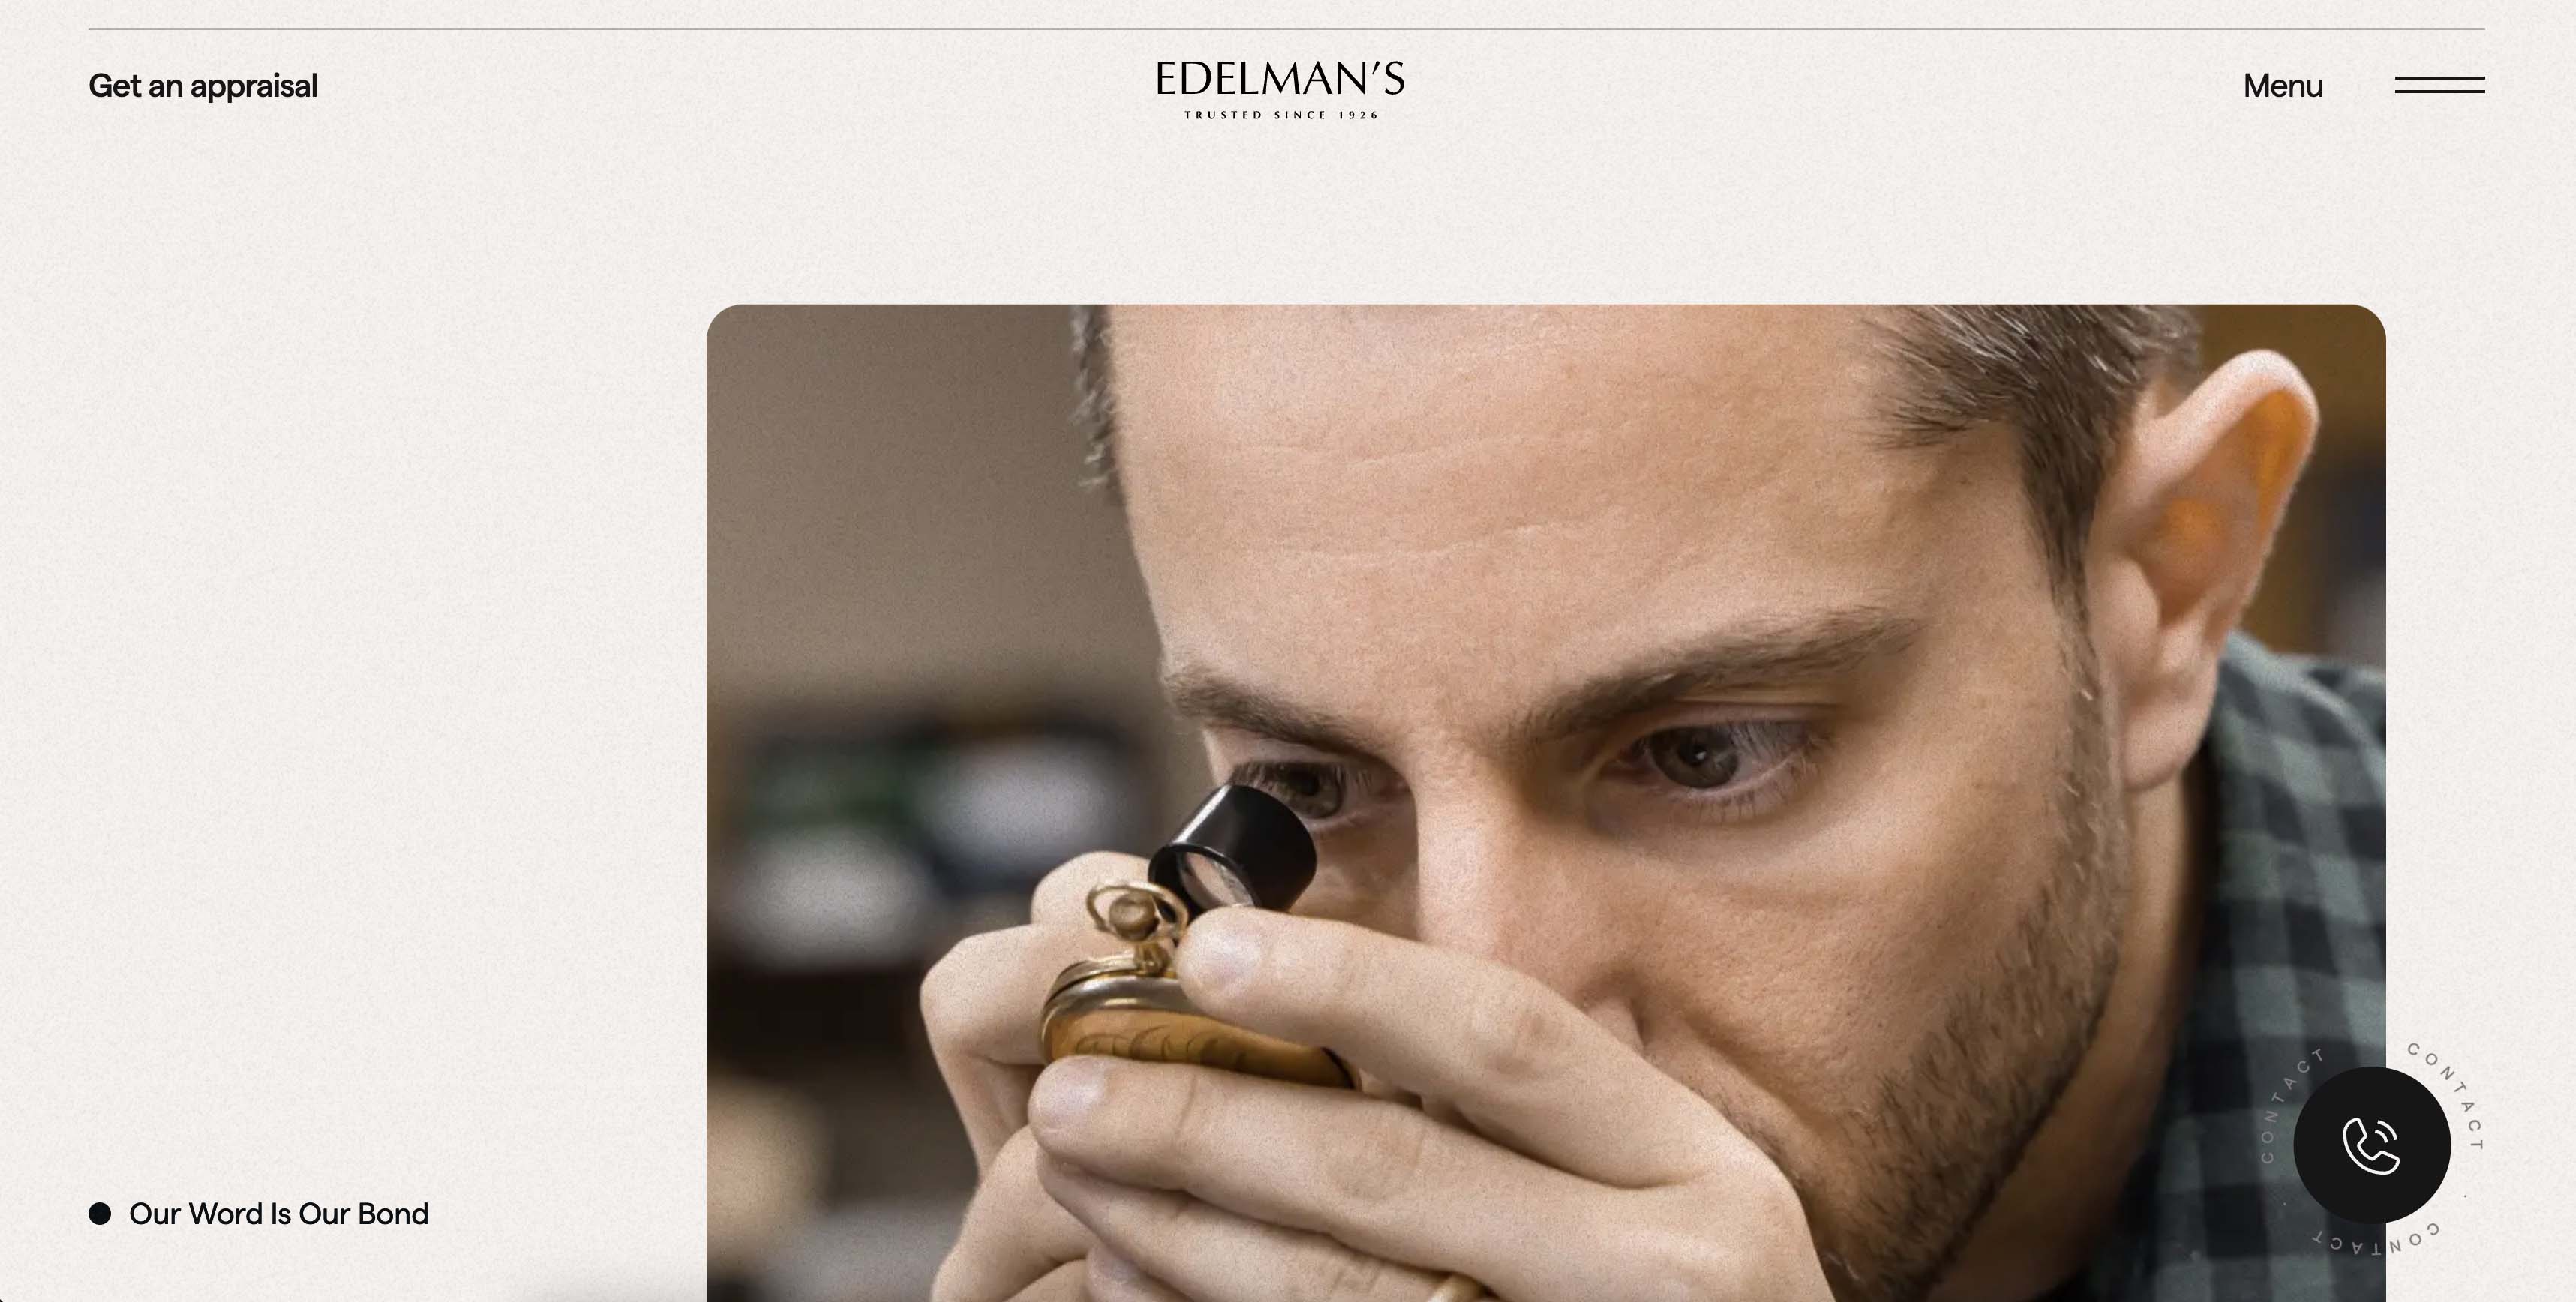 Get an appraisal
EDELMAN’S
TRUSTED SINCE 1926
Menu
Our Word Is Our Bond
CONTACT · CONTACT · CONTACT